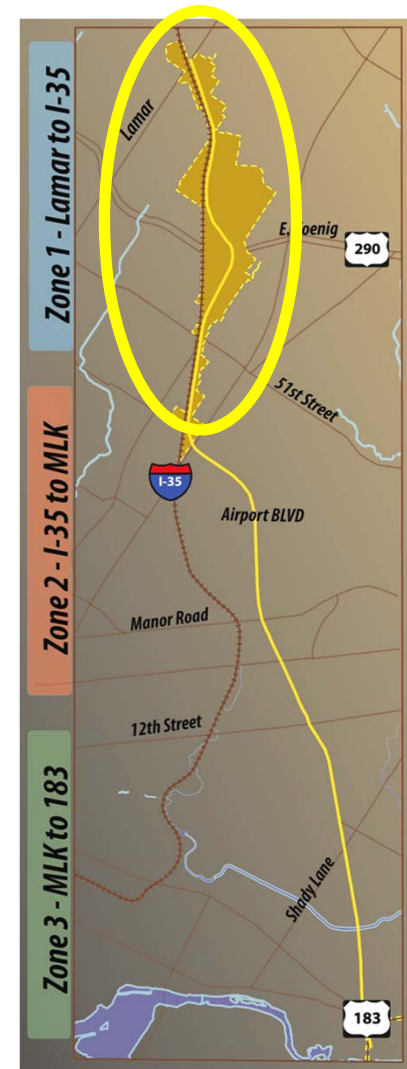 Zone 1 - Lamar to I-35
Lamar
E. Koenig
290
51st Street
I-35
Zone 2 - I-35 to MLK
Airport BLVD
Manor Road
12th Street
Zone 3 - MLK to 183
Shady Lane
183